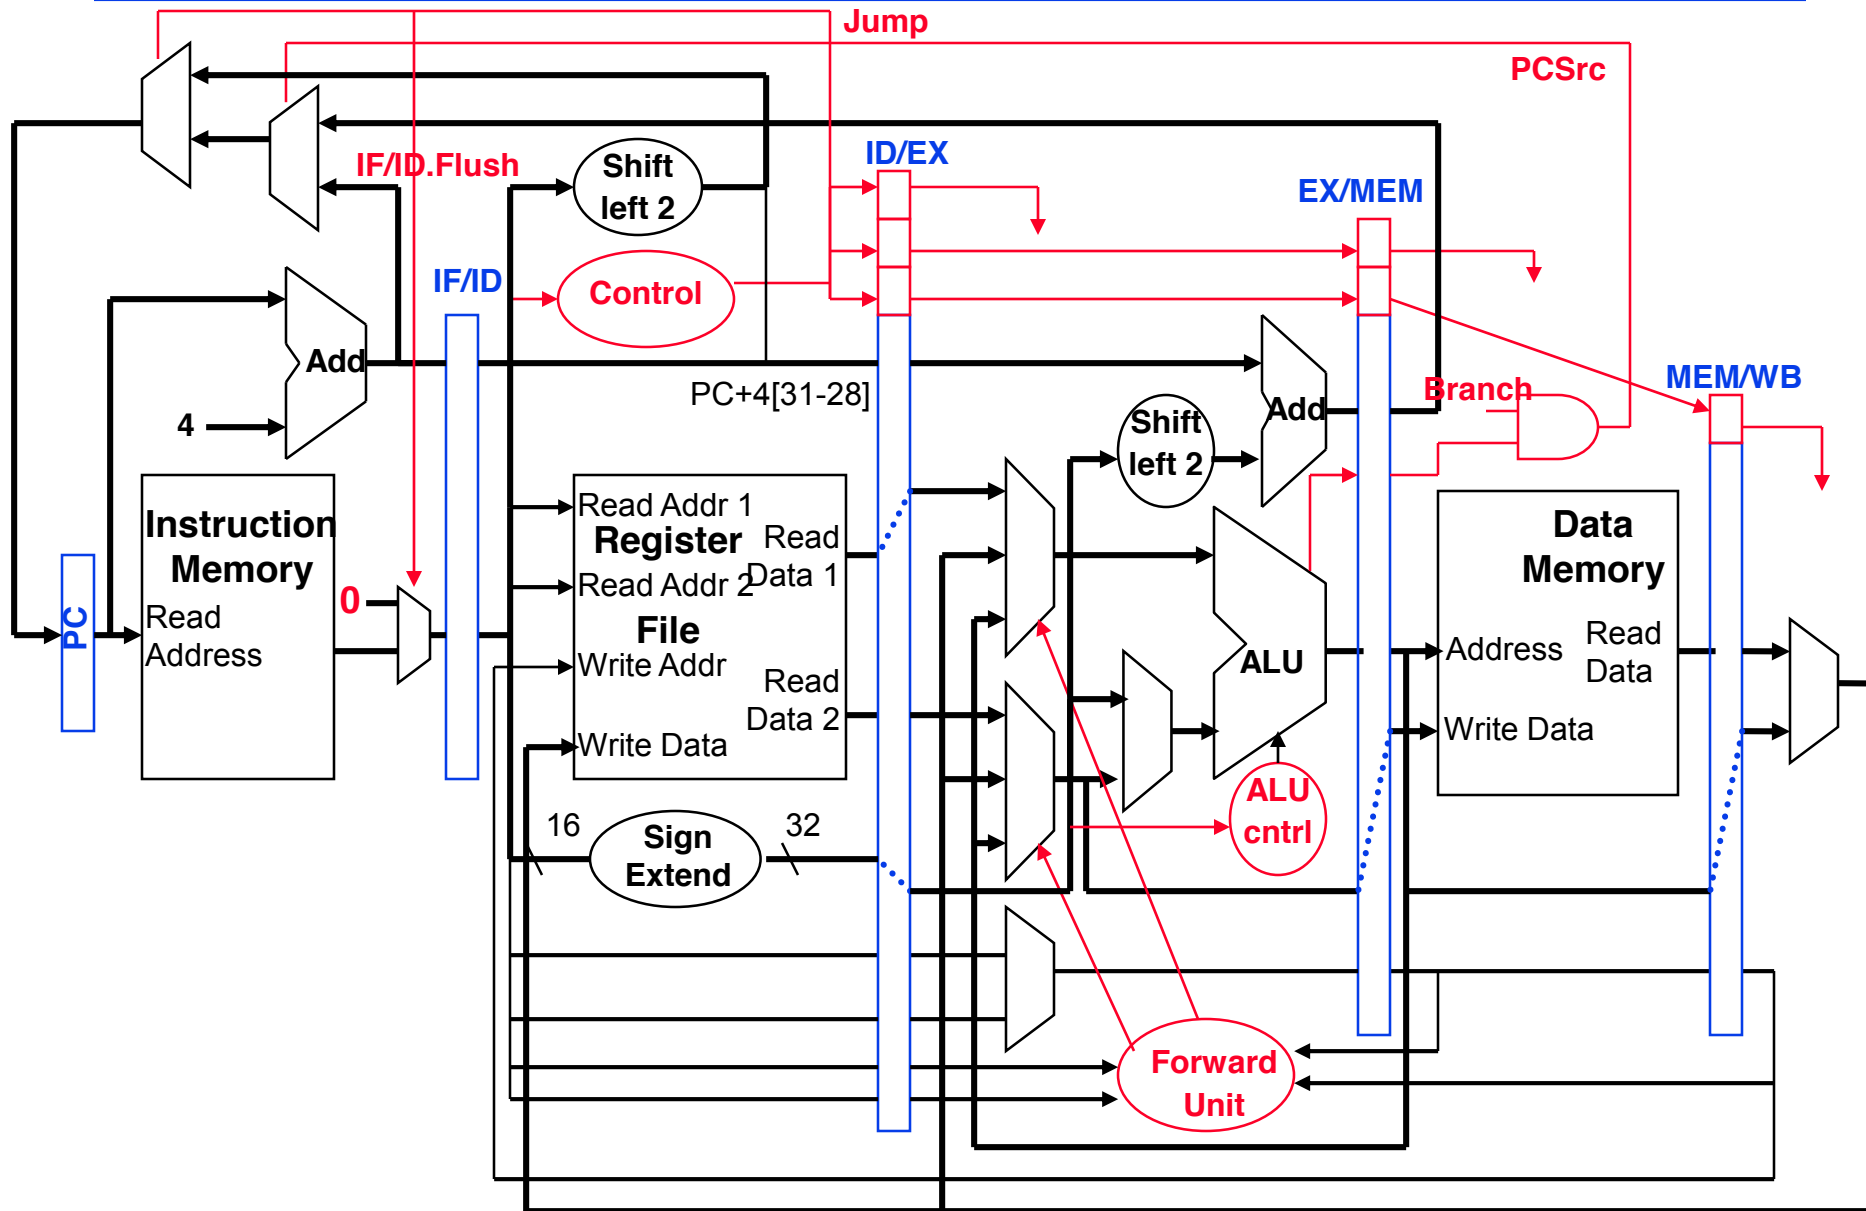 Jump
PCSrc
IF/ID.Flush
Shift
left 2
ID/EX
EX/MEM
IF/ID
Control
Add
PC+4[31-28]
MEM/WB
Branch
4
Shift
left 2
Add
Instruction
Memory
Read
Address
0
PC
Read Addr 1
Register
Read
Data 1
Read Addr 2
File
Write Addr
Read
Data 2
Write Data
ALU
Data
Memory
Address
Read
Data
Write Data
ALU
cntrl
16
Sign
Extend
32
Forward
Unit